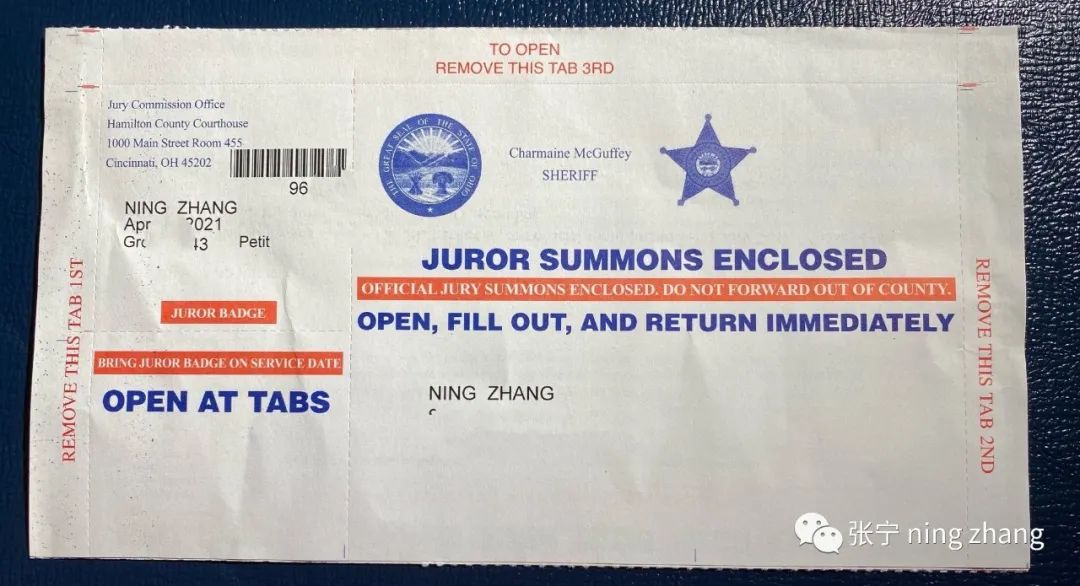 TO OPEN
REMOVE THIS TAB 3RD
Jury Commission Office
Hamilton County Courthouse
1000 Main Street Room 455
Cincinnati, OH 45202
96
NING ZHANG
Apr 2021
43 Petit
JUROR BADGE
BRING JUROR BADGE ON SERVICE DATE
OPEN AT TABS
REMOVE THIS TAB 1ST
THE GREAT SEAL OF THE STATE OF OHIO
Charmaine McGuffey
SHERIFF
JUROR SUMMONS ENCLOSED
OFFICIAL JURY SUMMONS ENCLOSED. DO NOT FORWARD OUT OF COUNTY.
OPEN, FILL OUT, AND RETURN IMMEDIATELY
NING ZHANG
REMOVE THIS TAB 2ND
张宁 ning zhang